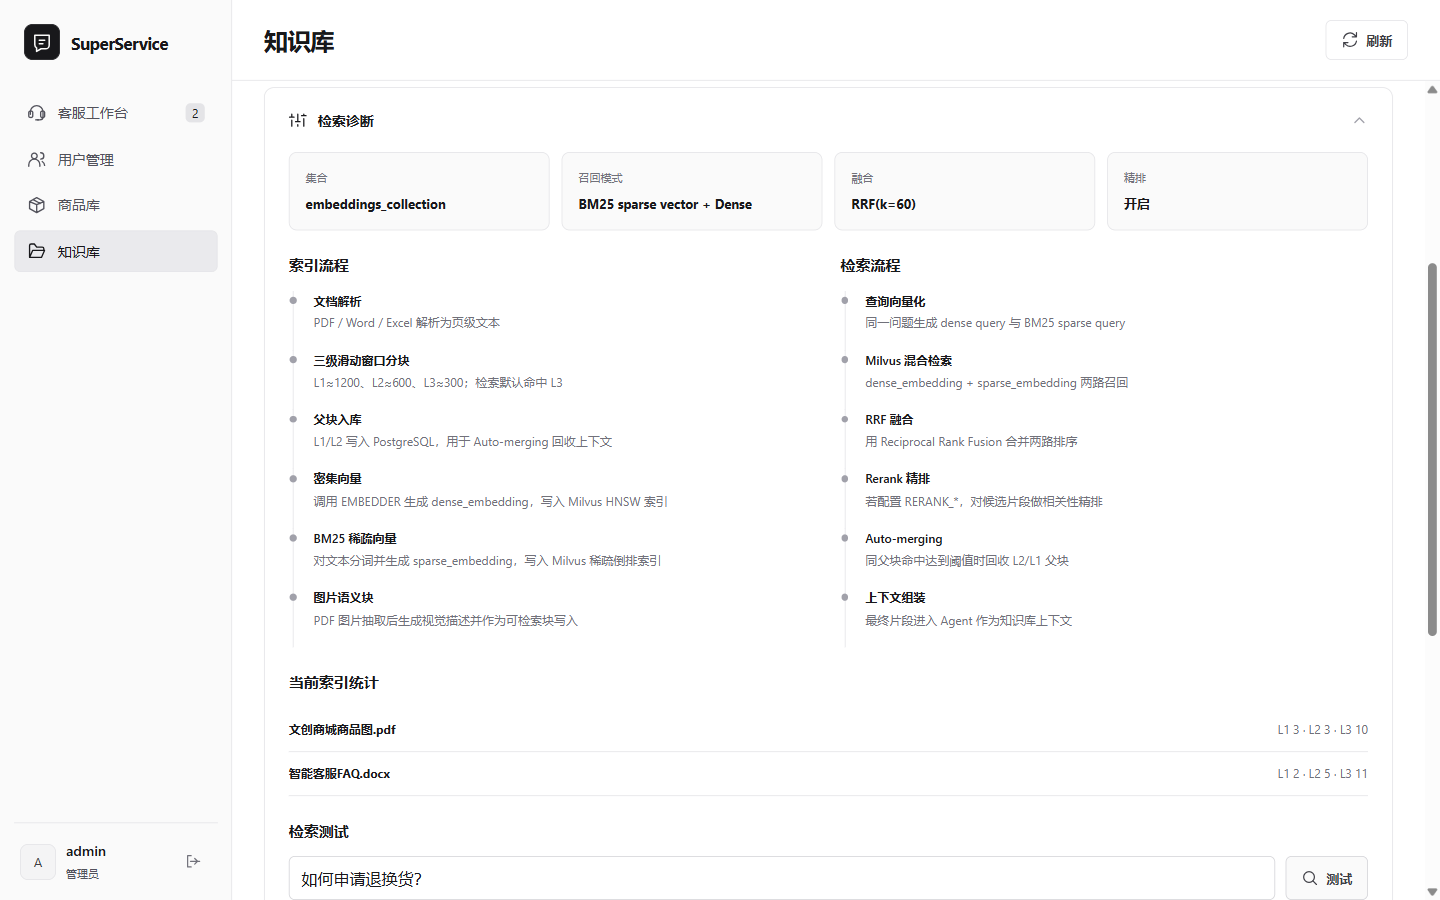 SuperService
客服工作台
2
用户管理
商品库
知识库
admin
A
管理员
知识库
刷新
检索诊断
集合
embeddings_collection
召回模式
BM25 sparse vector + Dense
融合
RRF(k=60)
精排
开启
索引流程
文档解析
PDF / Word / Excel 解析为页级文本
三级滑动窗口分块
L1≈1200、L2≈600、L3≈300；检索默认命中 L3
父块入库
L1/L2 写入 PostgreSQL，用于 Auto-merging 回收上下文
密集向量
调用 EMBEDDER 生成 dense_embedding，写入 Milvus HNSW 索引
BM25 稀疏向量
对文本分词并生成 sparse_embedding，写入 Milvus 稀疏倒排索引
图片语义块
PDF 图片抽取后生成视觉描述并作为可检索块写入
检索流程
查询向量化
同一问题生成 dense query 与 BM25 sparse query
Milvus 混合检索
dense_embedding + sparse_embedding 两路召回
RRF 融合
用 Reciprocal Rank Fusion 合并两路排序
Rerank 精排
若配置 RERANK_*，对候选片段做相关性精排
Auto-merging
同父块命中达到阈值时回收 L2/L1 父块
上下文组装
最终片段进入 Agent 作为知识库上下文
当前索引统计
文创商城商品图.pdf
L1 3 · L2 3 · L3 10
智能客服FAQ.docx
L1 2 · L2 5 · L3 11
检索测试
如何申请退换货?
测试